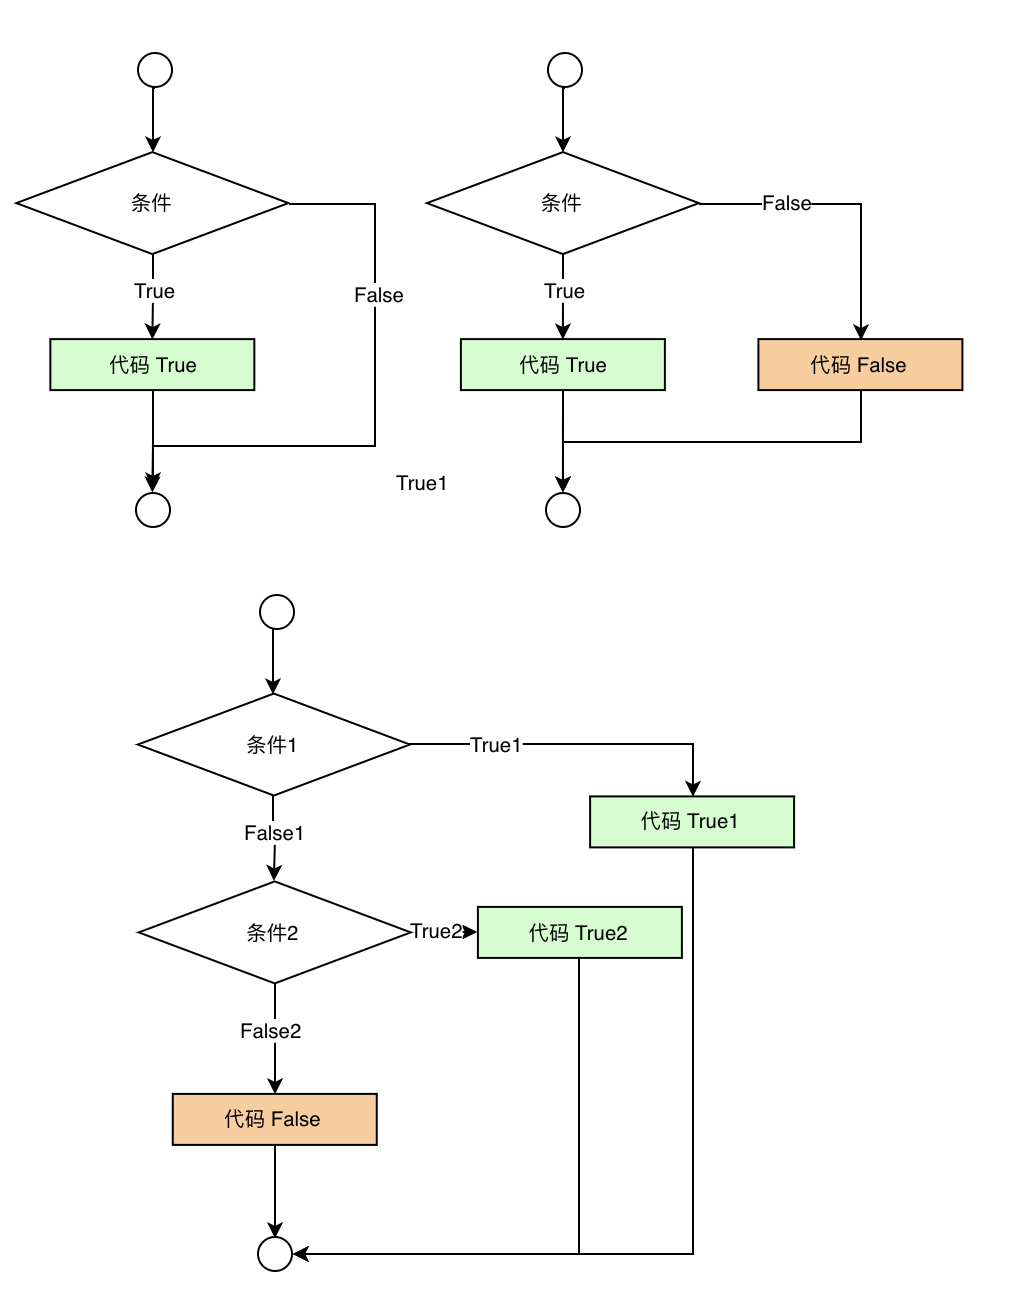 条件
True
False
代码 True
条件
False
True
代码 True
代码 False
True1
条件1
True1
代码 True1
False1
条件2
True2
代码 True2
False2
代码 False